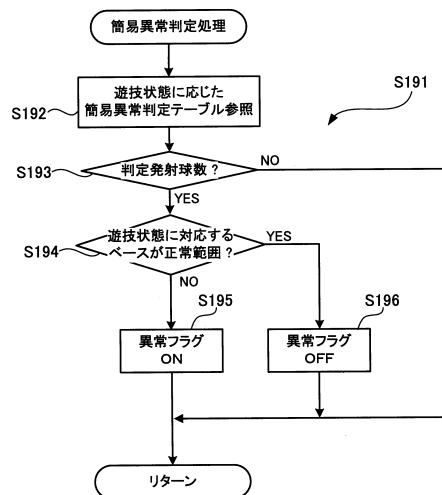 簡易異常判定処理
S191
遊技状態に応じた
簡易異常判定テーブル参照
S192
判定発射球数?
S193
NO
YES
遊技状態に対応する
ベースが正常範囲?
S194
YES
NO
S195
S196
異常フラグ
ON
異常フラグ
OFF
リターン